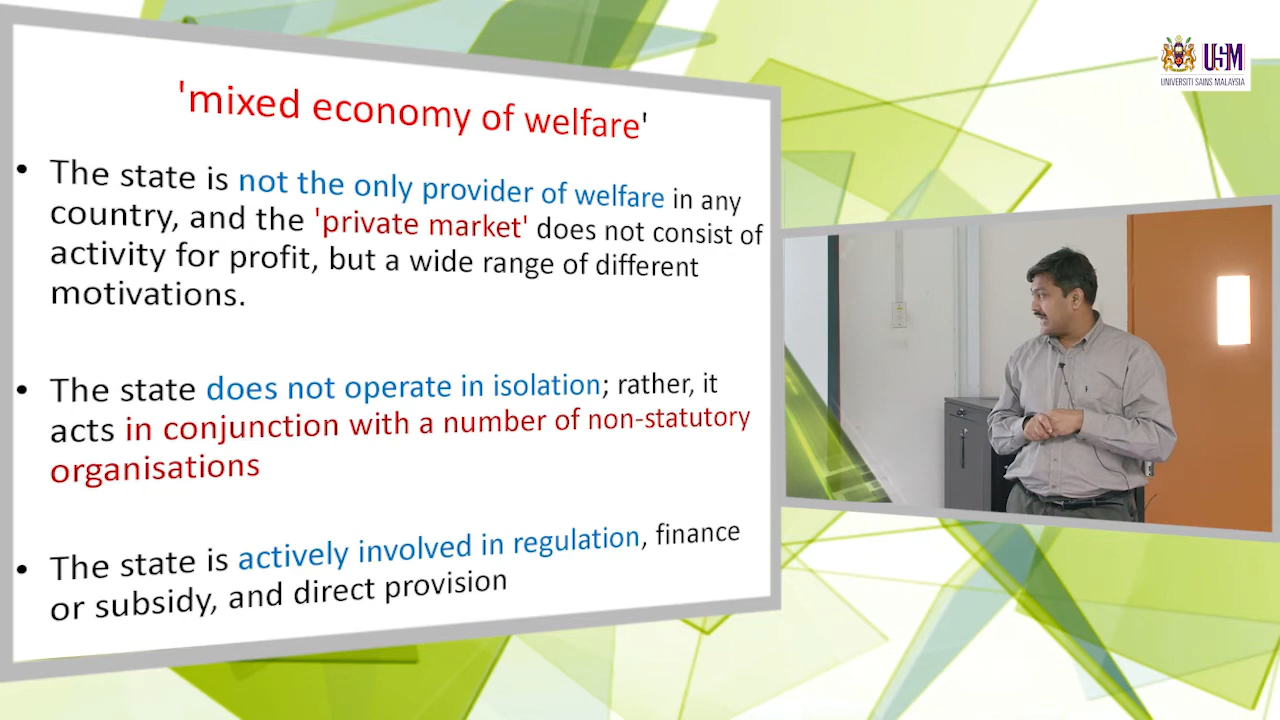 'mixed economy of welfare'
• The state is not the only provider of welfare in any
country, and the 'private market' does not consist of
activity for profit, but a wide range of different
motivations.
• The state does not operate in isolation; rather, it
acts in conjunction with a number of non-statutory
organisations
• The state is actively involved in regulation, finance
or subsidy, and direct provision
USM
UNIVERSITI SAINS MALAYSIA